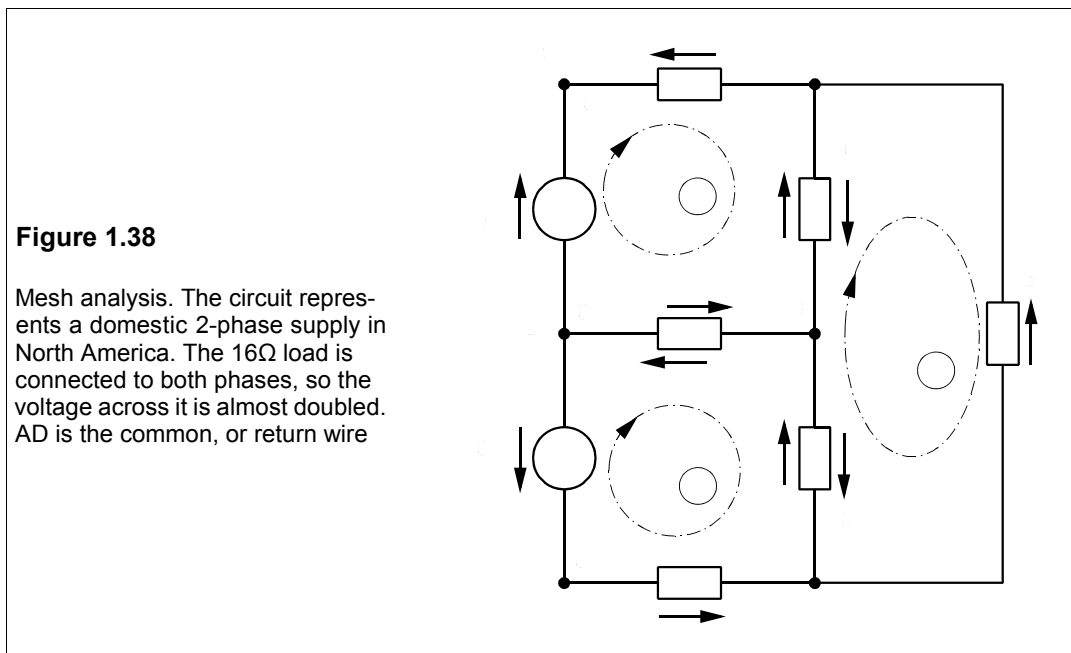 Figure 1.38
Mesh analysis. The circuit repres-
ents a domestic 2-phase supply in
North America. The 16Ω load is
connected to both phases, so the
voltage across it is almost doubled.
AD is the common, or return wire